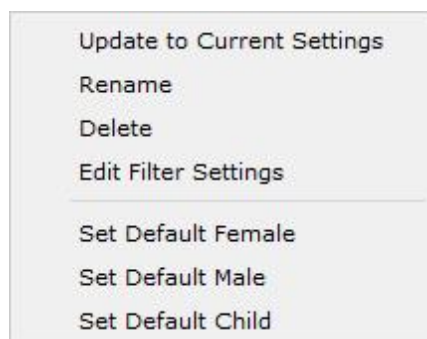 Update to Current Settings
Rename
Delete
Edit Filter Settings
Set Default Female
Set Default Male
Set Default Child